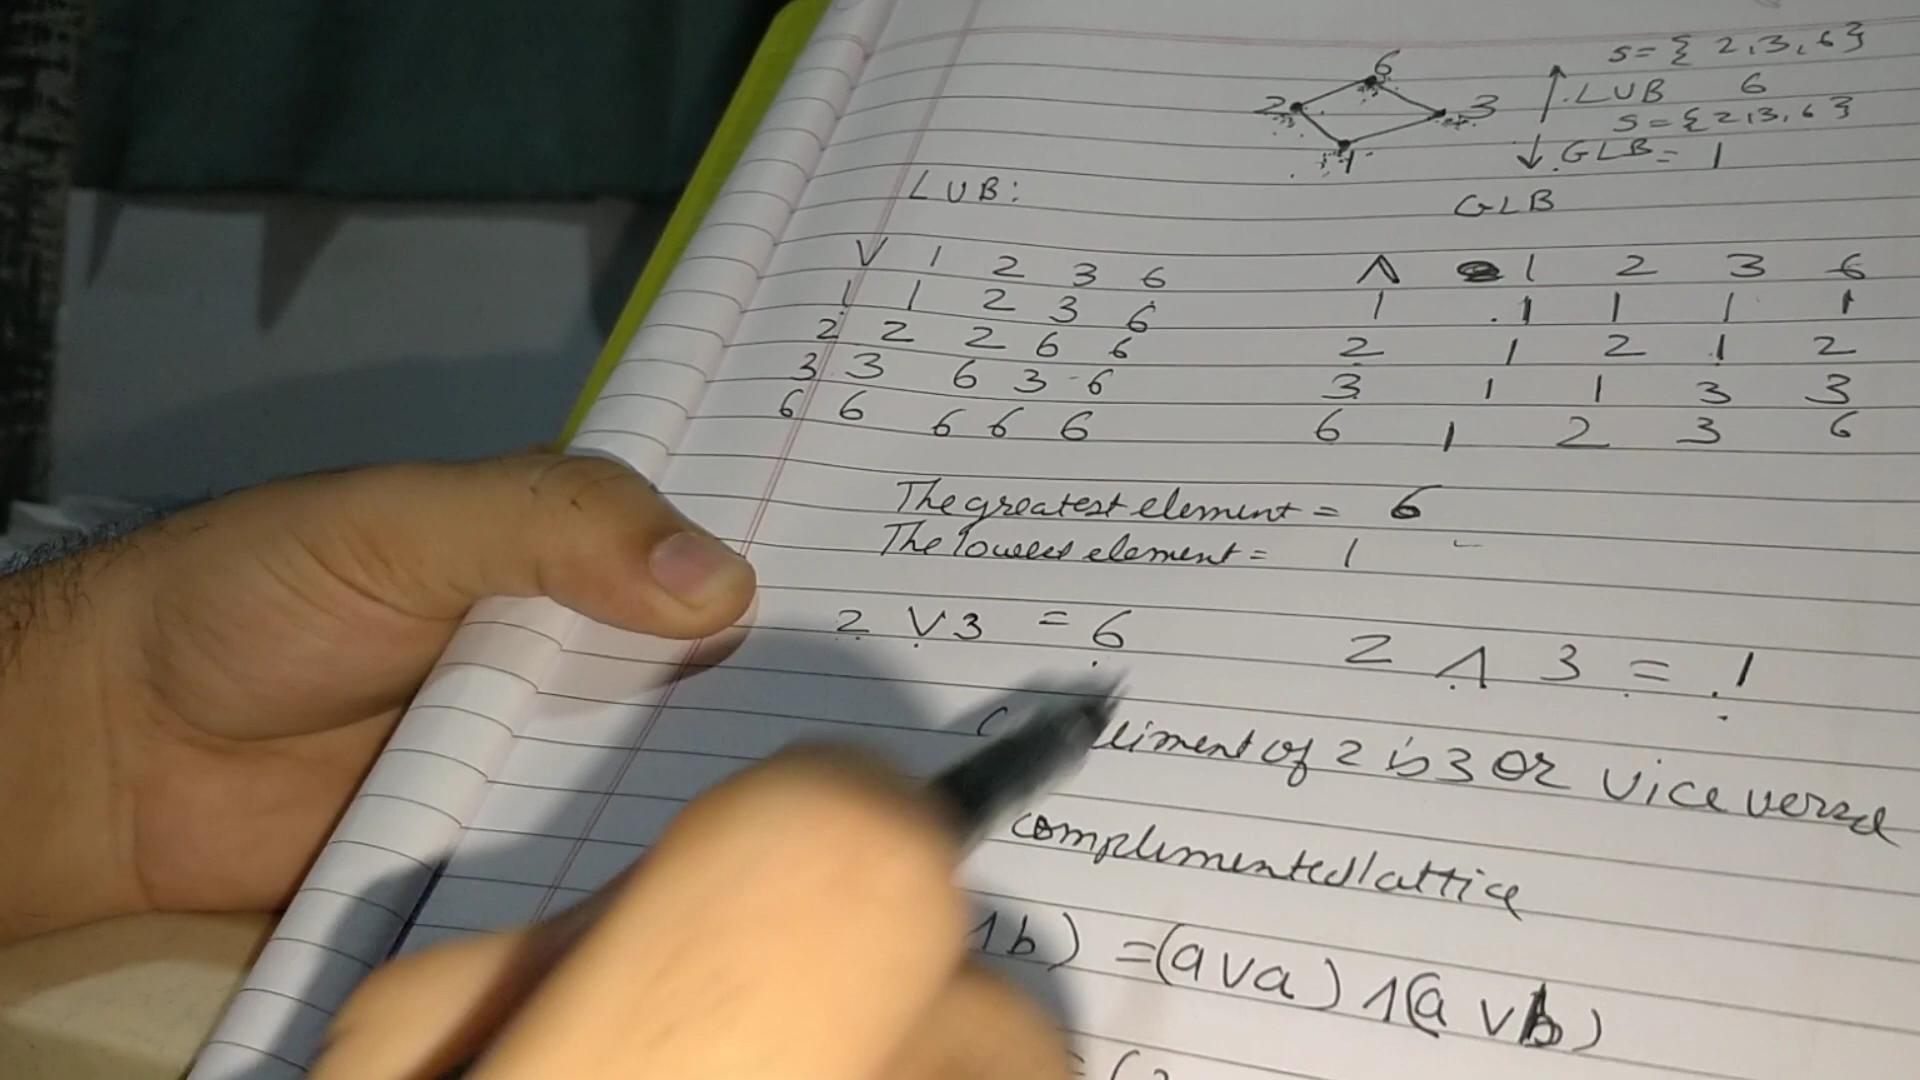 6
2 3
1
S = { 2, 3, 6 }
LUB 6
S = { 2, 3, 6 }
GLB = 1
LUB :
V 1 2 3 6
1 1 2 3 6
2 2 2 6 6
3 3 6 3 6
6 6 6 6 6
GLB
Λ 1 2 3 6
1 1 1 1 1
2 1 2 1 2
3 1 1 3 3
6 1 2 3 6
The greatest element = 6
The lowest element = 1
2 V 3 = 6 2 Λ 3 = 1
liment of 2 is 3 or vice versa
complimented lattice
Λ b ) = (a V a) Λ (a V b)
= (